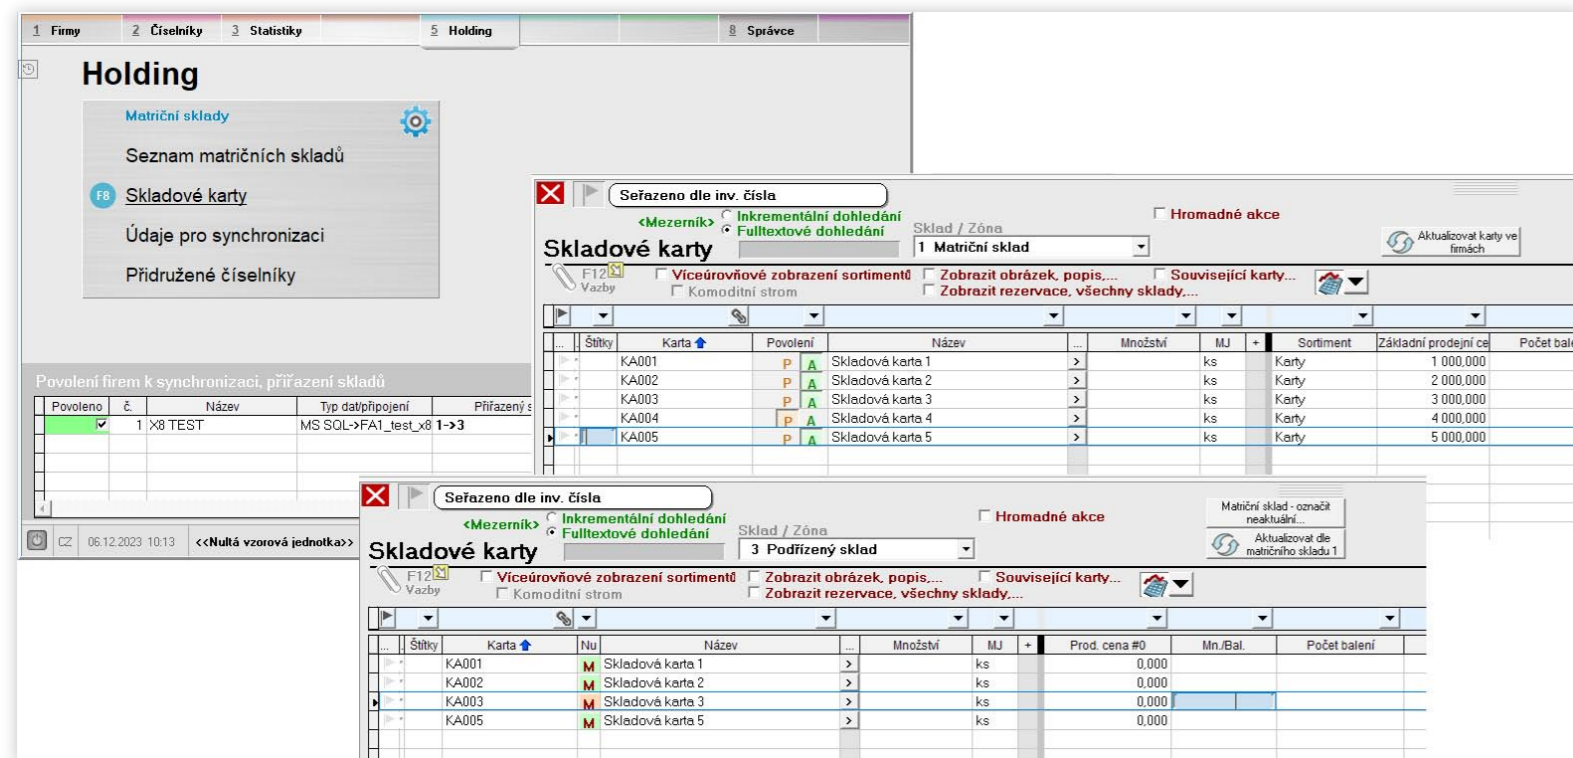 1 Firmy 2 Číselníky 3 Statistiky 5 Holding 8 Správce
Holding
Matriční sklady
Seznam matričních skladů
F8 Skladové karty
Údaje pro synchronizaci
Přidružené číselníky
Povolení firem k synchronizaci, přiřazení skladů
Povoleno č. Název Typ dat/připojení Přiřazený s
1 X8 TEST MS SQL->FA1_test_x8 1->3
CZ 06.12.2023 10:13 <<Nultá vzorová jednotka>>
Seřazeno dle inv. čísla
<Mezerník> Inkrementální dohledání
Fulltextové dohledání
Hromadné akce
Sklad / Zóna
Skladové karty
1 Matriční sklad
Aktualizovat karty ve
firmách
F12
Vazby
Víceúrovňové zobrazení sortimentů Zobrazit obrázek, popis,... Související karty...
Komoditní strom Zobrazit rezervace, všechny sklady,...
... Štítky Karta Povolení Název ... Množství MJ + Sortiment Základní prodejní ce Počet bale
KA001 P A Skladová karta 1 > ks Karty 1 000,000
KA002 P A Skladová karta 2 > ks Karty 2 000,000
KA003 P A Skladová karta 3 > ks Karty 3 000,000
KA004 P A Skladová karta 4 > ks Karty 4 000,000
KA005 P A Skladová karta 5 > ks Karty 5 000,000
Seřazeno dle inv. čísla
<Mezerník> Inkrementální dohledání
Fulltextové dohledání
Hromadné akce
Sklad / Zóna
Skladové karty
3 Podřízený sklad
Matriční sklad - označit
neaktuální...
Aktualizovat dle
matričního skladu 1
F12
Vazby
Víceúrovňové zobrazení sortimentů Zobrazit obrázek, popis,... Související karty...
Komoditní strom Zobrazit rezervace, všechny sklady,...
... Štítky Karta Nu Název ... Množství MJ + Prod. cena #0 Mn./Bal. Počet balení
KA001 M Skladová karta 1 > ks 0,000
KA002 M Skladová karta 2 > ks 0,000
KA003 M Skladová karta 3 > ks 0,000
KA005 M Skladová karta 5 > ks 0,000